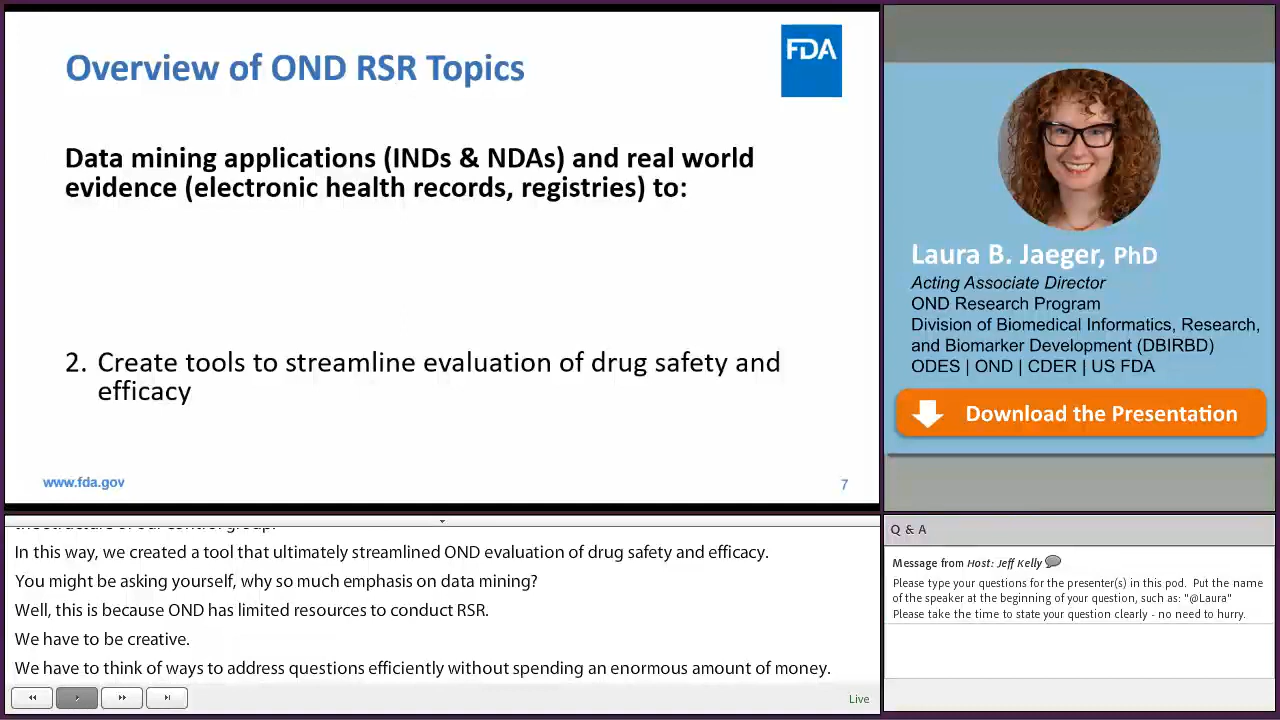 Overview of OND RSR Topics
FDA
Data mining applications (INDs & NDAs) and real world
evidence (electronic health records, registries) to:
2. Create tools to streamline evaluation of drug safety and
efficacy
www.fda.gov
7
Laura B. Jaeger, PhD
Acting Associate Director
OND Research Program
Division of Biomedical Informatics, Research,
and Biomarker Development (DBIRBD)
ODES | OND | CDER | US FDA
Download the Presentation
In this way, we created a tool that ultimately streamlined OND evaluation of drug safety and efficacy.
You might be asking yourself, why so much emphasis on data mining?
Well, this is because OND has limited resources to conduct RSR.
We have to be creative.
We have to think of ways to address questions efficiently without spending an enormous amount of money.
Live
Q & A
Message from Host: Jeff Kelly
Please type your questions for the presenter(s) in this pod. Put the name
of the speaker at the beginning of your question, such as: "@Laura"
Please take the time to state your question clearly - no need to hurry.